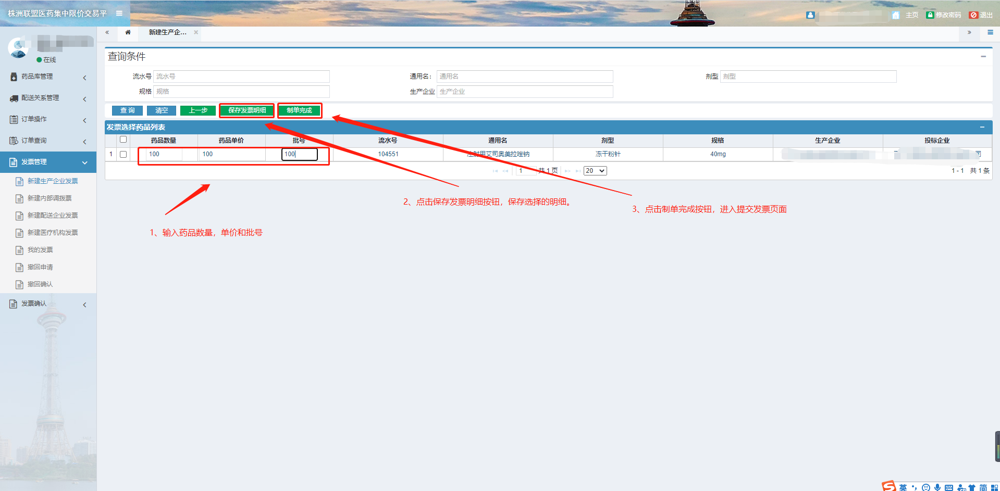 株洲联盟医药集中限价交易平
主页
修改密码
退出
新建生产企...
在线
药品库管理
配送关系管理
订单操作
订单查询
发票管理
新建生产企业发票
新建内部调拨票
新建配送企业发票
新建医疗机构发票
我的发票
撤回申请
撤回确认
发票确认
查询条件
流水号 流水号
通用名： 通用名
剂型 剂型
规格 规格
生产企业 生产企业
查 询
清空
上一步
保存发票明细
制单完成
发票选择药品列表
药品数量 药品单价 批号 流水号 通用名 剂型 规格 生产企业 投标企业
1 100 100 100 104551 注射用艾司奥美拉唑钠 冻干粉针 40mg 司
1 共 1 页 20
1 - 1 共 1 条
2、点击保存发票明细按钮，保存选择的明细。
3、点击制单完成按钮，进入提交发票页面
1、输入药品数量，单价和批号
英
简